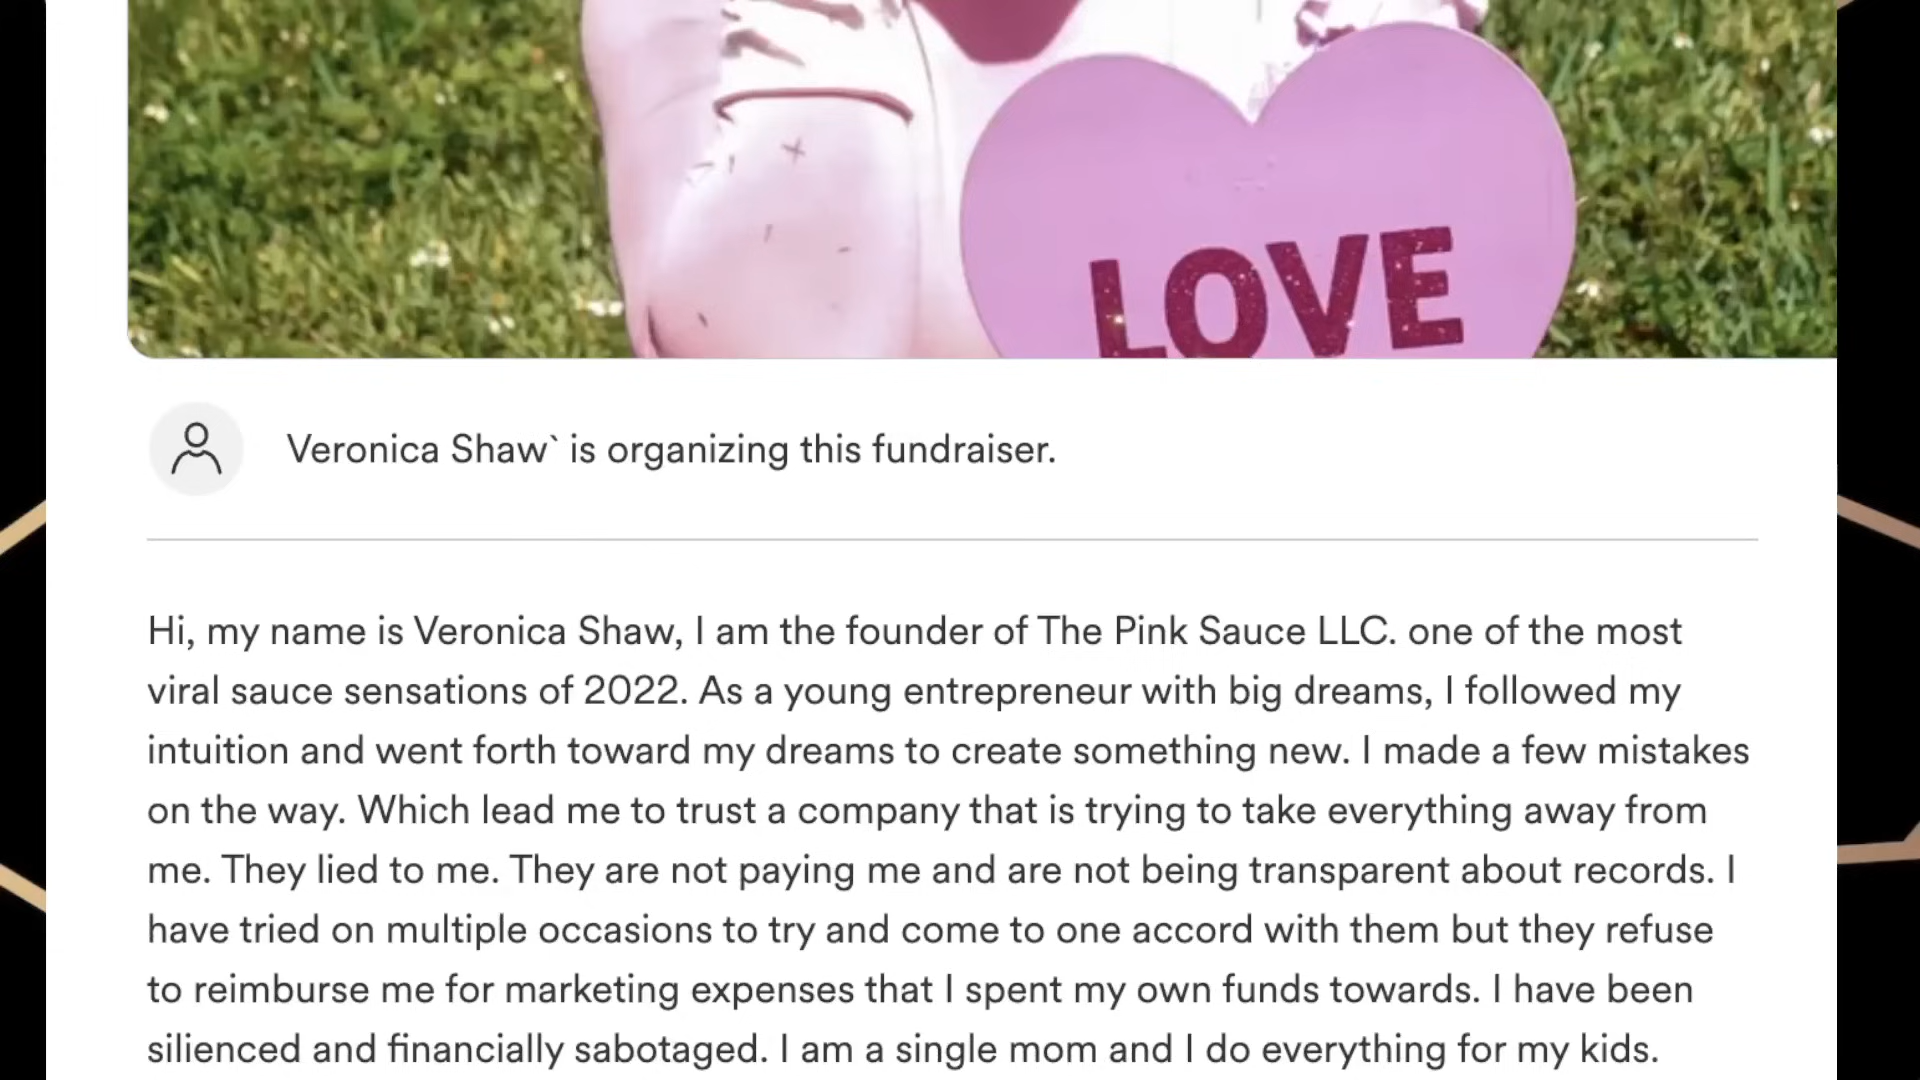 LOVE
Veronica Shaw` is organizing this fundraiser.
Hi, my name is Veronica Shaw, I am the founder of The Pink Sauce LLC. one of the most
viral sauce sensations of 2022. As a young entrepreneur with big dreams, I followed my
intuition and went forth toward my dreams to create something new. I made a few mistakes
on the way. Which lead me to trust a company that is trying to take everything away from
me. They lied to me. They are not paying me and are not being transparent about records. I
have tried on multiple occasions to try and come to one accord with them but they refuse
to reimburse me for marketing expenses that I spent my own funds towards. I have been
silienced and financially sabotaged. I am a single mom and I do everything for my kids.